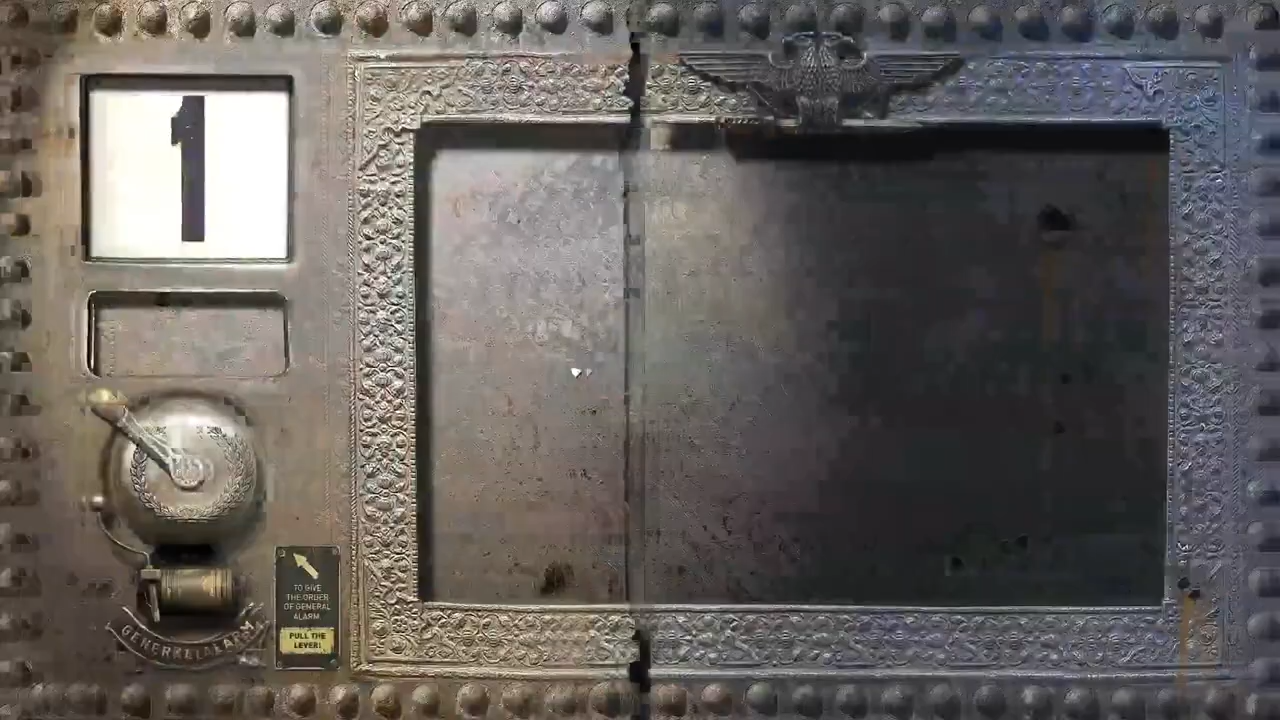 1
TO GIVE
THE ORDER
OF GENERAL
ALARM
PULL THE
LEVER!
GENERAL ALARM